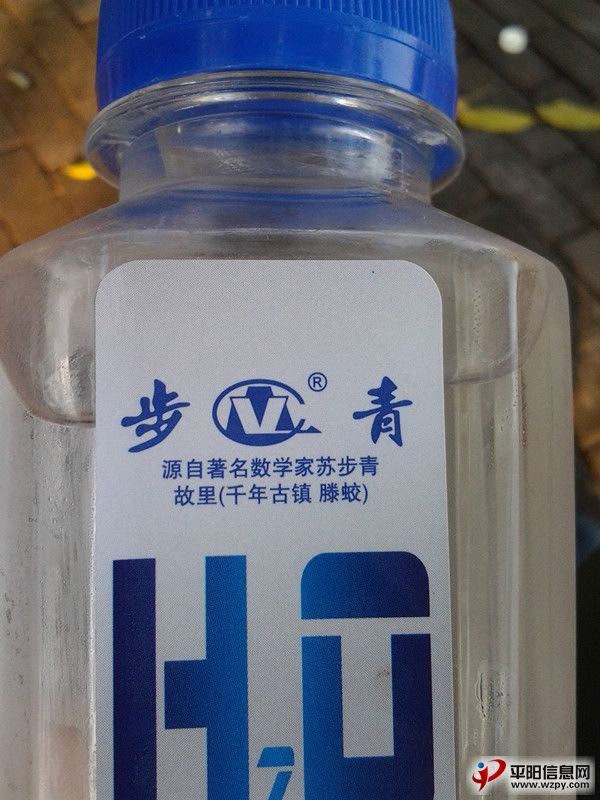 步 ® 青
源自著名数学家苏步青
故里(千年古镇 滕蛟)
H2O
平阳信息网
www.wzpy.com